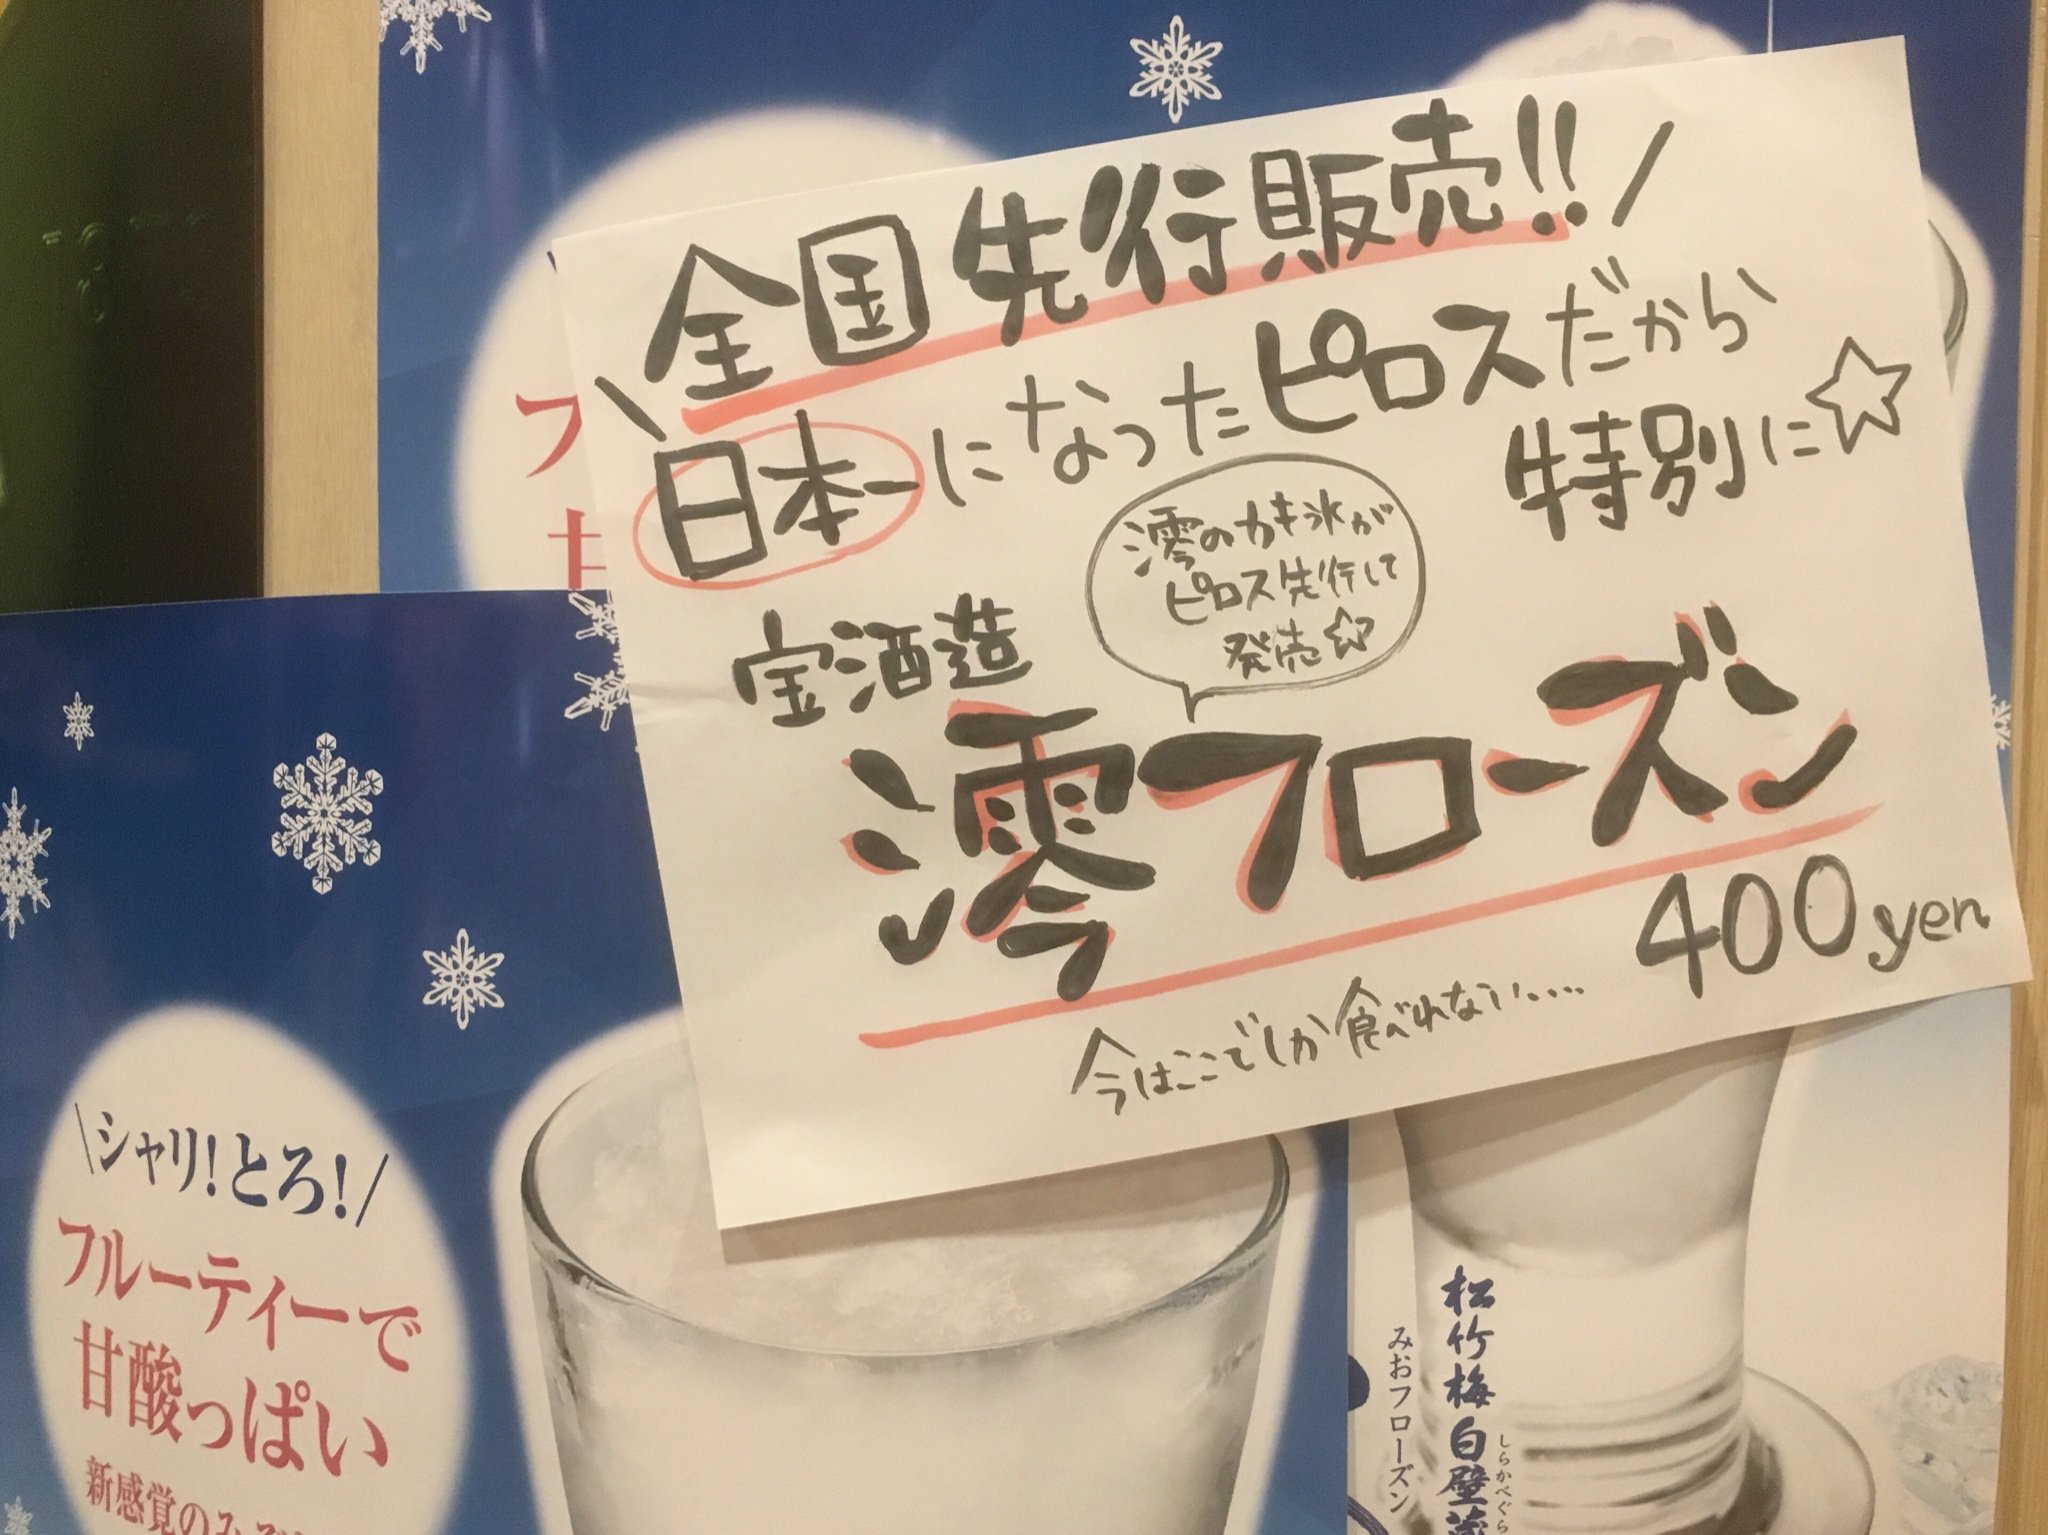 全国先行販売!!
日本一になったピロスだから
特別に☆
澪のカキ氷が
ピロス先行して
発売☆
宝酒造
澪フローズン
400yen
今はここでしか食べれない....
フ
\シャリ!とろ!/
フルーティーで
甘酸っぱい
新感覚のみぞ
松竹梅白壁蔵
しらかべぐら
みおフローズン